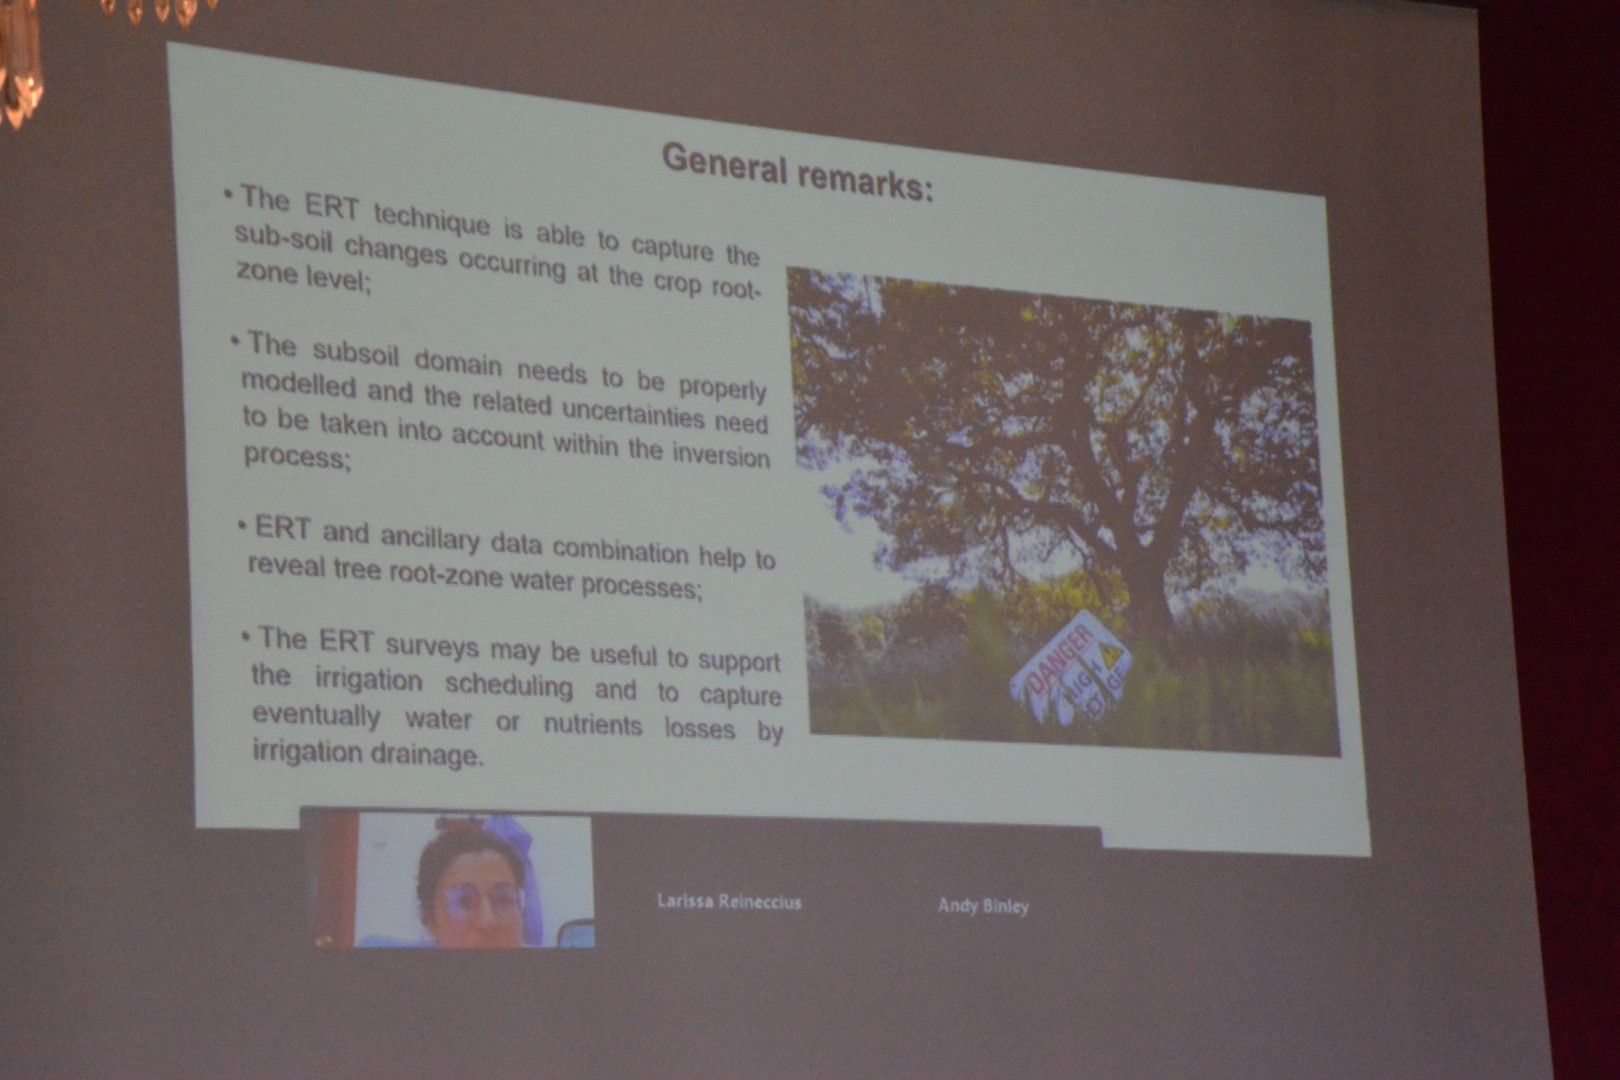 General remarks:
• The ERT technique is able to capture the
sub-soil changes occurring at the crop root-
zone level;
• The subsoil domain needs to be properly
modelled and the related uncertainties need
to be taken into account within the inversion
process;
• ERT and ancillary data combination help to
reveal tree root-zone water processes;
• The ERT surveys may be useful to support
the irrigation scheduling and to capture
eventually water or nutrients losses by
irrigation drainage.
DANGER
Larissa Reineccius
Andy Binley